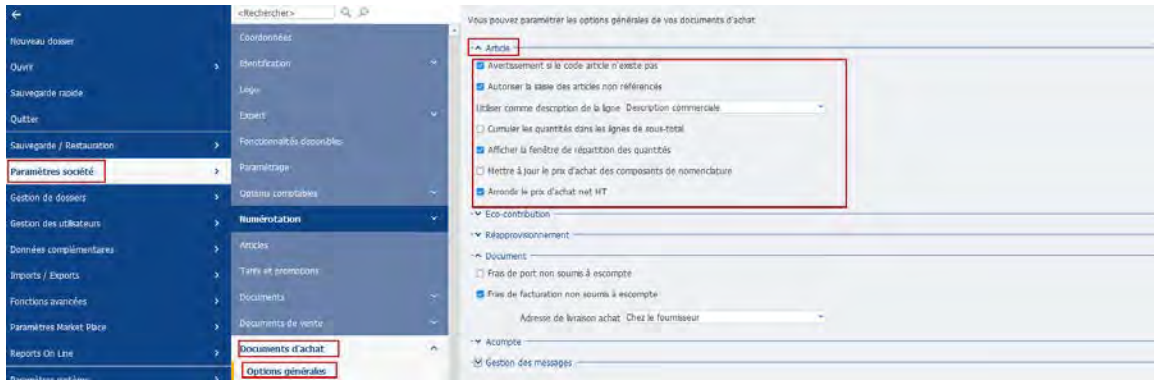 Nouveau dossier
Ouvrir
Sauvegarde rapide
Quitter
Sauvegarde / Restauration
Paramètres société
Gestion de dossiers
Gestion des utilisateurs
Données complémentaires
Imports / Exports
Fonctions avancées
Paramètres Market Place
Reports On Line
Paramètres système
<Rechercher>
Coordonnées
Identification
Logo
Expert
Fonctionnalités disponibles
Paramétrage
Options comptables
Numérotation
Articles
Tarifs et promotions
Documents
Documents de vente
Documents d'achat
Options générales
Vous pouvez paramétrer les options générales de vos documents d'achat
Article
Avertissement si le code article n'existe pas
Autoriser la saisie des articles non référencés
Utiliser comme description de la ligne Description commerciale
Cumuler les quantités dans les lignes de sous-total
Afficher la fenêtre de répartition des quantités
Mettre à jour le prix d'achat des composants de nomenclature
Arrondir le prix d'achat net HT
Eco-contribution
Réapprovisionnement
Document
Frais de port non soumis à escompte
Frais de facturation non soumis à escompte
Adresse de livraison achat Chez le fournisseur
Acompte
Gestion des messages